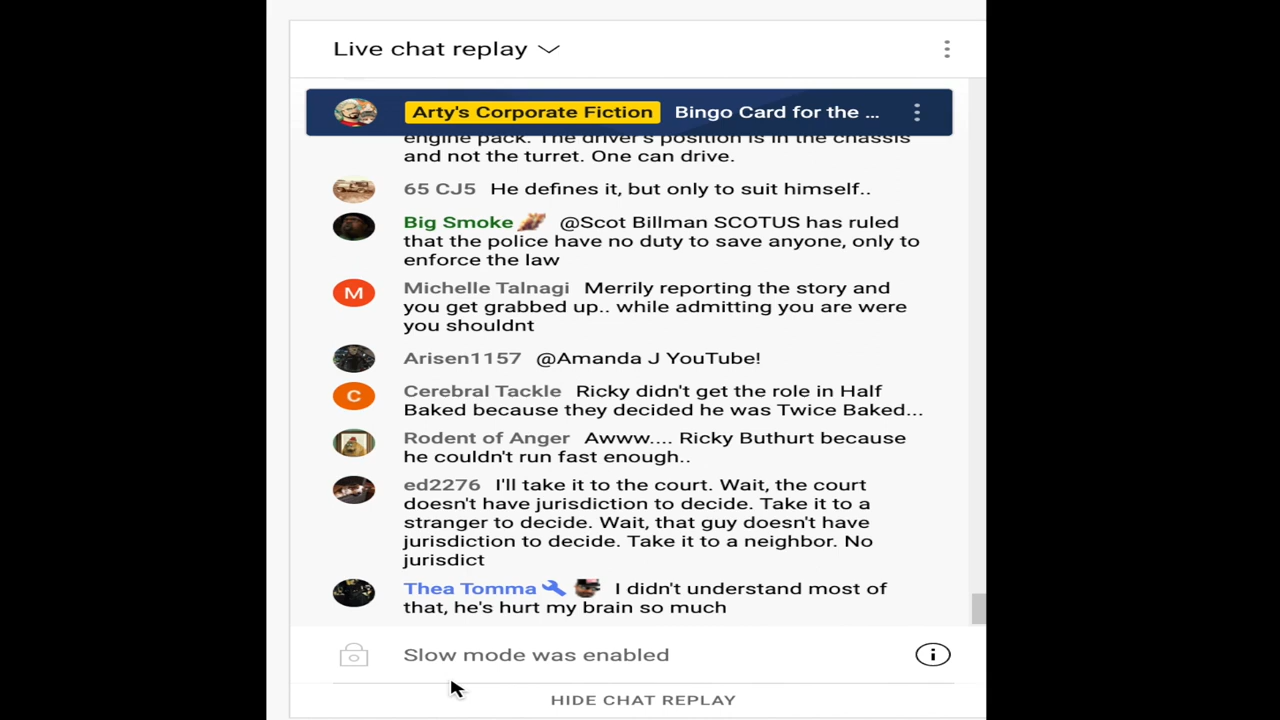 Live chat replay
Arty's Corporate Fiction Bingo Card for the ...
engine pack. The driver's position is in the chassis
and not the turret. One can drive.
65 CJ5 He defines it, but only to suit himself..
Big Smoke @Scot Billman SCOTUS has ruled
that the police have no duty to save anyone, only to
enforce the law
M Michelle Talnagi Merrily reporting the story and
you get grabbed up.. while admitting you are were
you shouldnt
Arisen1157 @Amanda J YouTube!
C Cerebral Tackle Ricky didn't get the role in Half
Baked because they decided he was Twice Baked...
Rodent of Anger Awww.... Ricky Buthurt because
he couldn't run fast enough..
ed2276 I'll take it to the court. Wait, the court
doesn't have jurisdiction to decide. Take it to a
stranger to decide. Wait, that guy doesn't have
jurisdiction to decide. Take it to a neighbor. No
jurisdict
Thea Tomma I didn't understand most of
that, he's hurt my brain so much
Slow mode was enabled
HIDE CHAT REPLAY